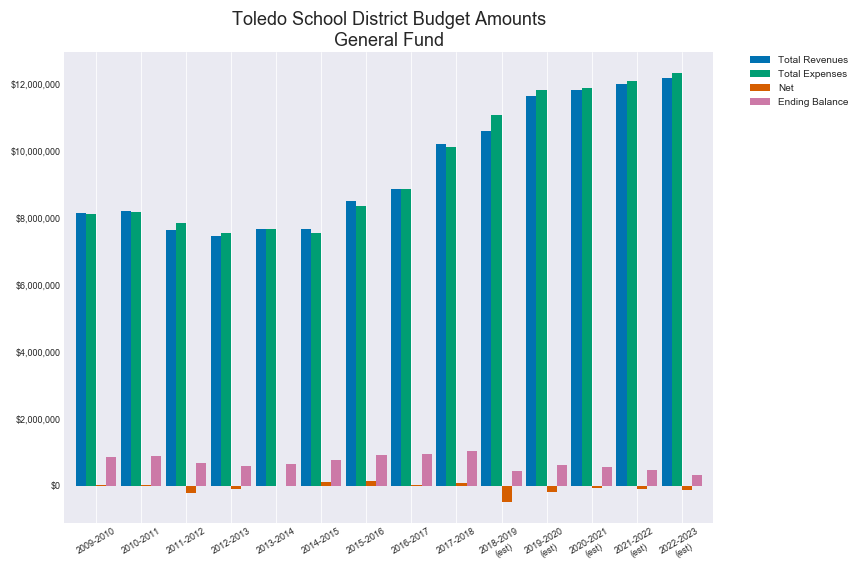 Toledo School District Budget Amounts
General Fund
Total Revenues
Total Expenses
Net
Ending Balance
$12,000,000
$10,000,000
$8,000,000
$6,000,000
$4,000,000
$2,000,000
$0
2009-2010
2010-2011
2011-2012
2012-2013
2013-2014
2014-2015
2015-2016
2016-2017
2017-2018
2018-2019
(est)
2019-2020
(est)
2020-2021
(est)
2021-2022
(est)
2022-2023
(est)